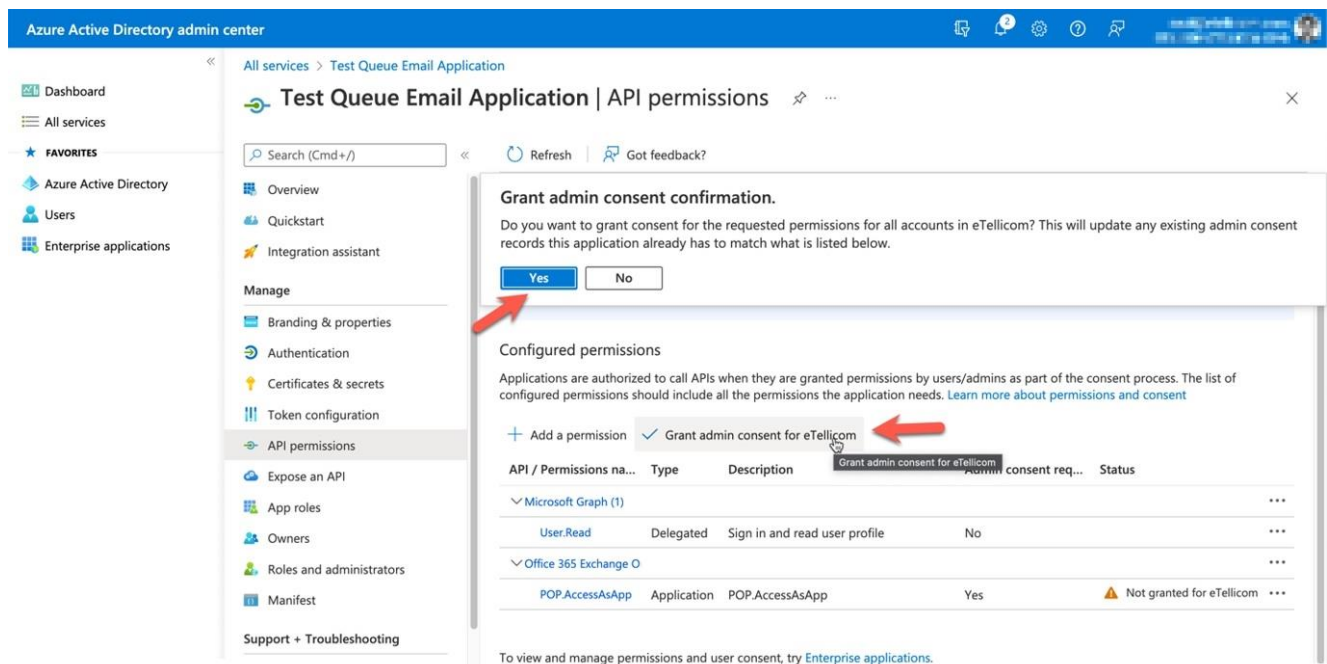 Azure Active Directory admin center
2
All services > Test Queue Email Application
Test Queue Email Application | API permissions
Dashboard
All services
FAVORITES
Azure Active Directory
Users
Enterprise applications
Search (Cmd+/)
Overview
Quickstart
Integration assistant
Manage
Branding & properties
Authentication
Certificates & secrets
Token configuration
API permissions
Expose an API
App roles
Owners
Roles and administrators
Manifest
Support + Troubleshooting
Refresh
Got feedback?
Grant admin consent confirmation.
Do you want to grant consent for the requested permissions for all accounts in eTellicom? This will update any existing admin consent
records this application already has to match what is listed below.
Yes No
Configured permissions
Applications are authorized to call APIs when they are granted permissions by users/admins as part of the consent process. The list of
configured permissions should include all the permissions the application needs. Learn more about permissions and consent
Add a permission Grant admin consent for eTellicom
Grant admin consent for eTellicom
API / Permissions na... Type Description Admin consent req... Status
Microsoft Graph (1)
User.Read Delegated Sign in and read user profile No
Office 365 Exchange O
POP.AccessAsApp Application POP.AccessAsApp Yes Not granted for eTellicom
To view and manage permissions and user consent, try Enterprise applications.